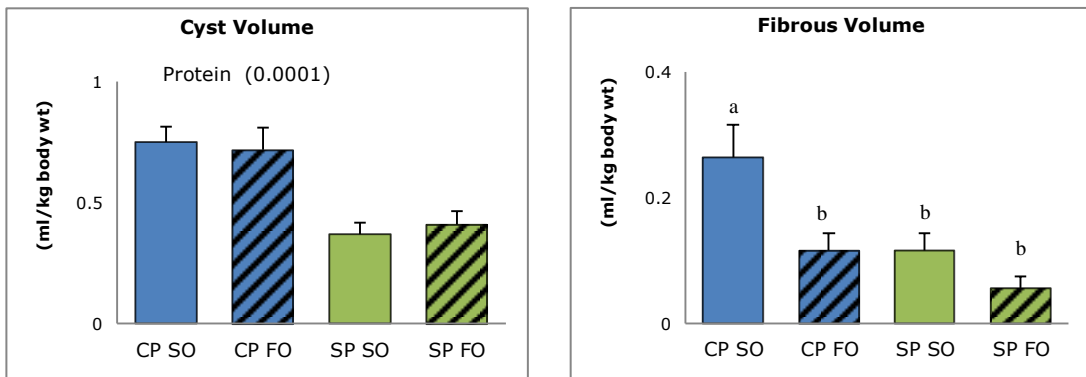 Cyst Volume
Protein (0.0001)
(ml/kg body wt)
1
0.5
0
CP SO CP FO SP SO SP FO
Fibrous Volume
(ml/kg body wt)
0.4
0.2
0
a
b
b
b
CP SO CP FO SP SO SP FO